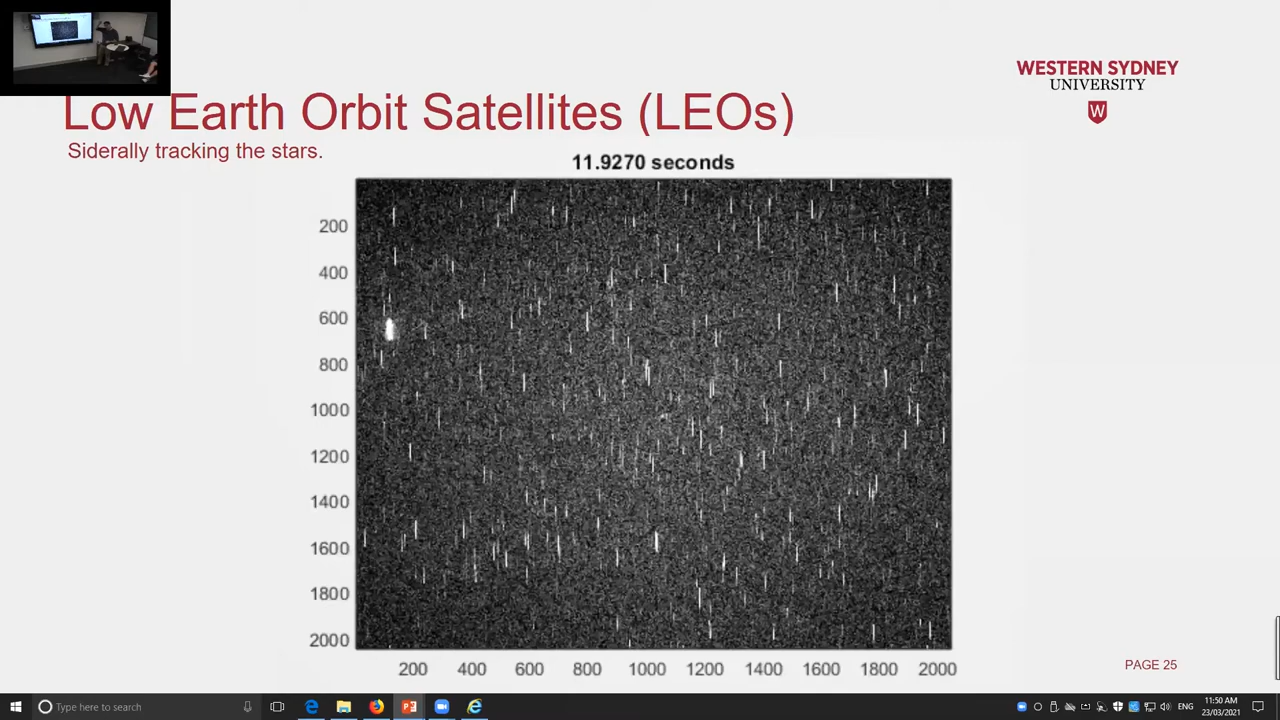 WESTERN SYDNEY
UNIVERSITY
W
Low Earth Orbit Satellites (LEOs)
Siderally tracking the stars.
11.9270 seconds
200
400
600
800
1000
1200
1400
1600
1800
2000
200 400 600 800 1000 1200 1400 1600 1800 2000
PAGE 25
Type here to search
ENG
11:50 AM
23/03/2021